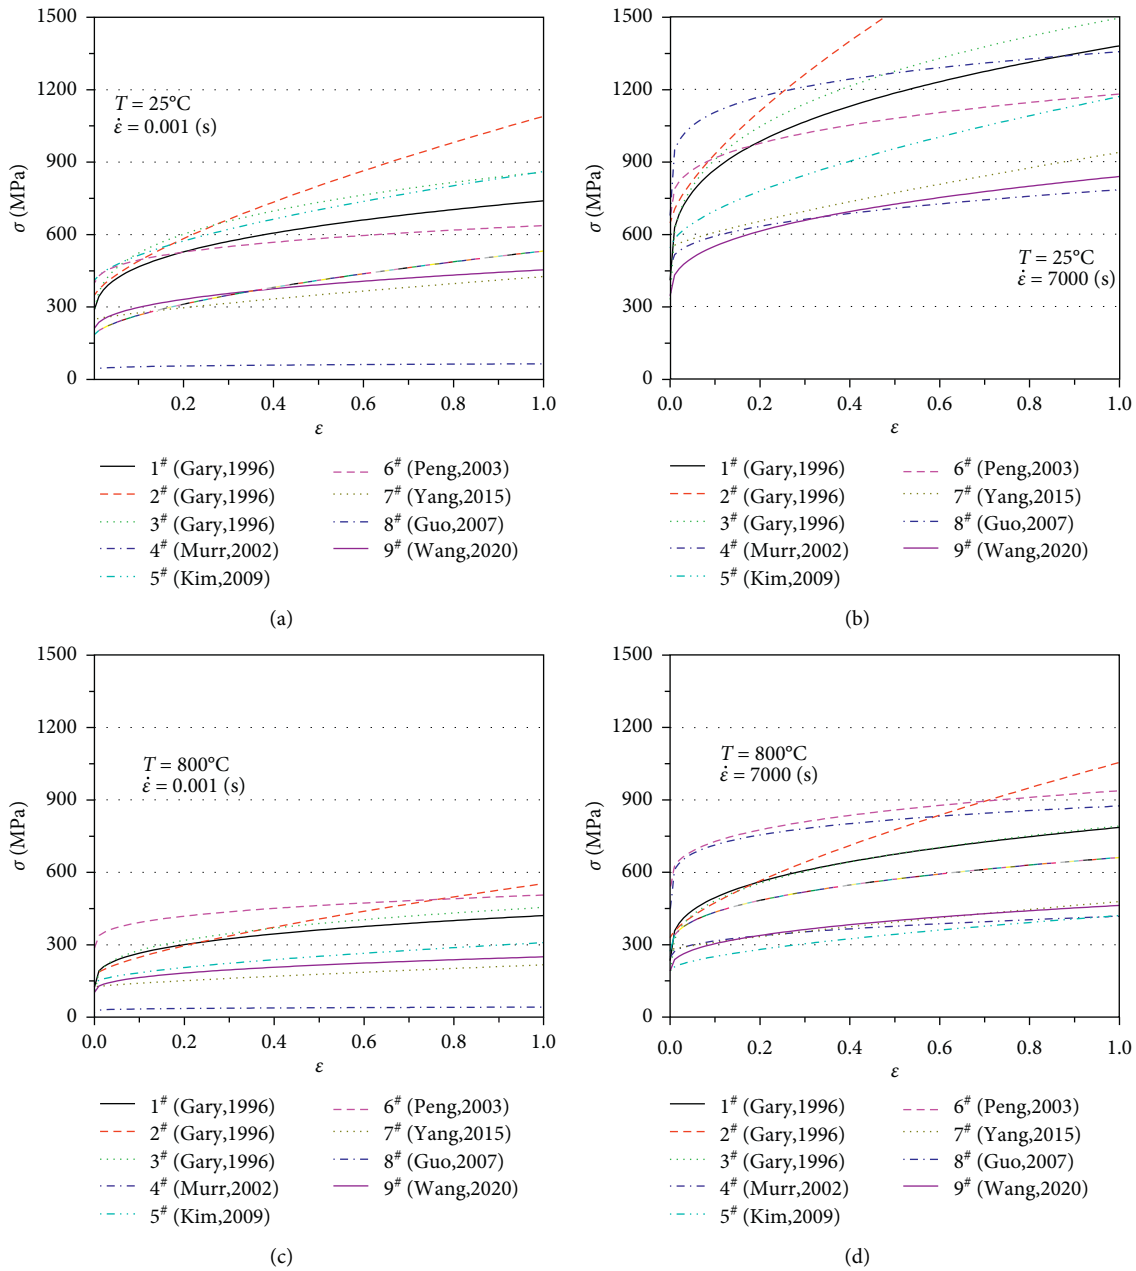 1500
1200
900
600
300
0
σ (MPa)
T = 25°C
ε̇ = 0.001 (s)
0.2 0.4 0.6 0.8 1.0
ε
1# (Gary,1996)
2# (Gary,1996)
3# (Gary,1996)
4# (Murr,2002)
5# (Kim,2009)
6# (Peng,2003)
7# (Yang,2015)
8# (Guo,2007)
9# (Wang,2020)
(a)
1500
1200
900
600
300
0
σ (MPa)
T = 25°C
ε̇ = 7000 (s)
0.0 0.2 0.4 0.6 0.8 1.0
ε
1# (Gary,1996)
2# (Gary,1996)
3# (Gary,1996)
4# (Murr,2002)
5# (Kim,2009)
6# (Peng,2003)
7# (Yang,2015)
8# (Guo,2007)
9# (Wang,2020)
(b)
1500
1200
900
600
300
0
σ (MPa)
T = 800°C
ε̇ = 0.001 (s)
0.0 0.2 0.4 0.6 0.8 1.0
ε
1# (Gary,1996)
2# (Gary,1996)
3# (Gary,1996)
4# (Murr,2002)
5# (Kim,2009)
6# (Peng,2003)
7# (Yang,2015)
8# (Guo,2007)
9# (Wang,2020)
(c)
1500
1200
900
600
300
0
σ (MPa)
T = 800°C
ε̇ = 7000 (s)
0.0 0.2 0.4 0.6 0.8 1.0
ε
1# (Gary,1996)
2# (Gary,1996)
3# (Gary,1996)
4# (Murr,2002)
5# (Kim,2009)
6# (Peng,2003)
7# (Yang,2015)
8# (Guo,2007)
9# (Wang,2020)
(d)